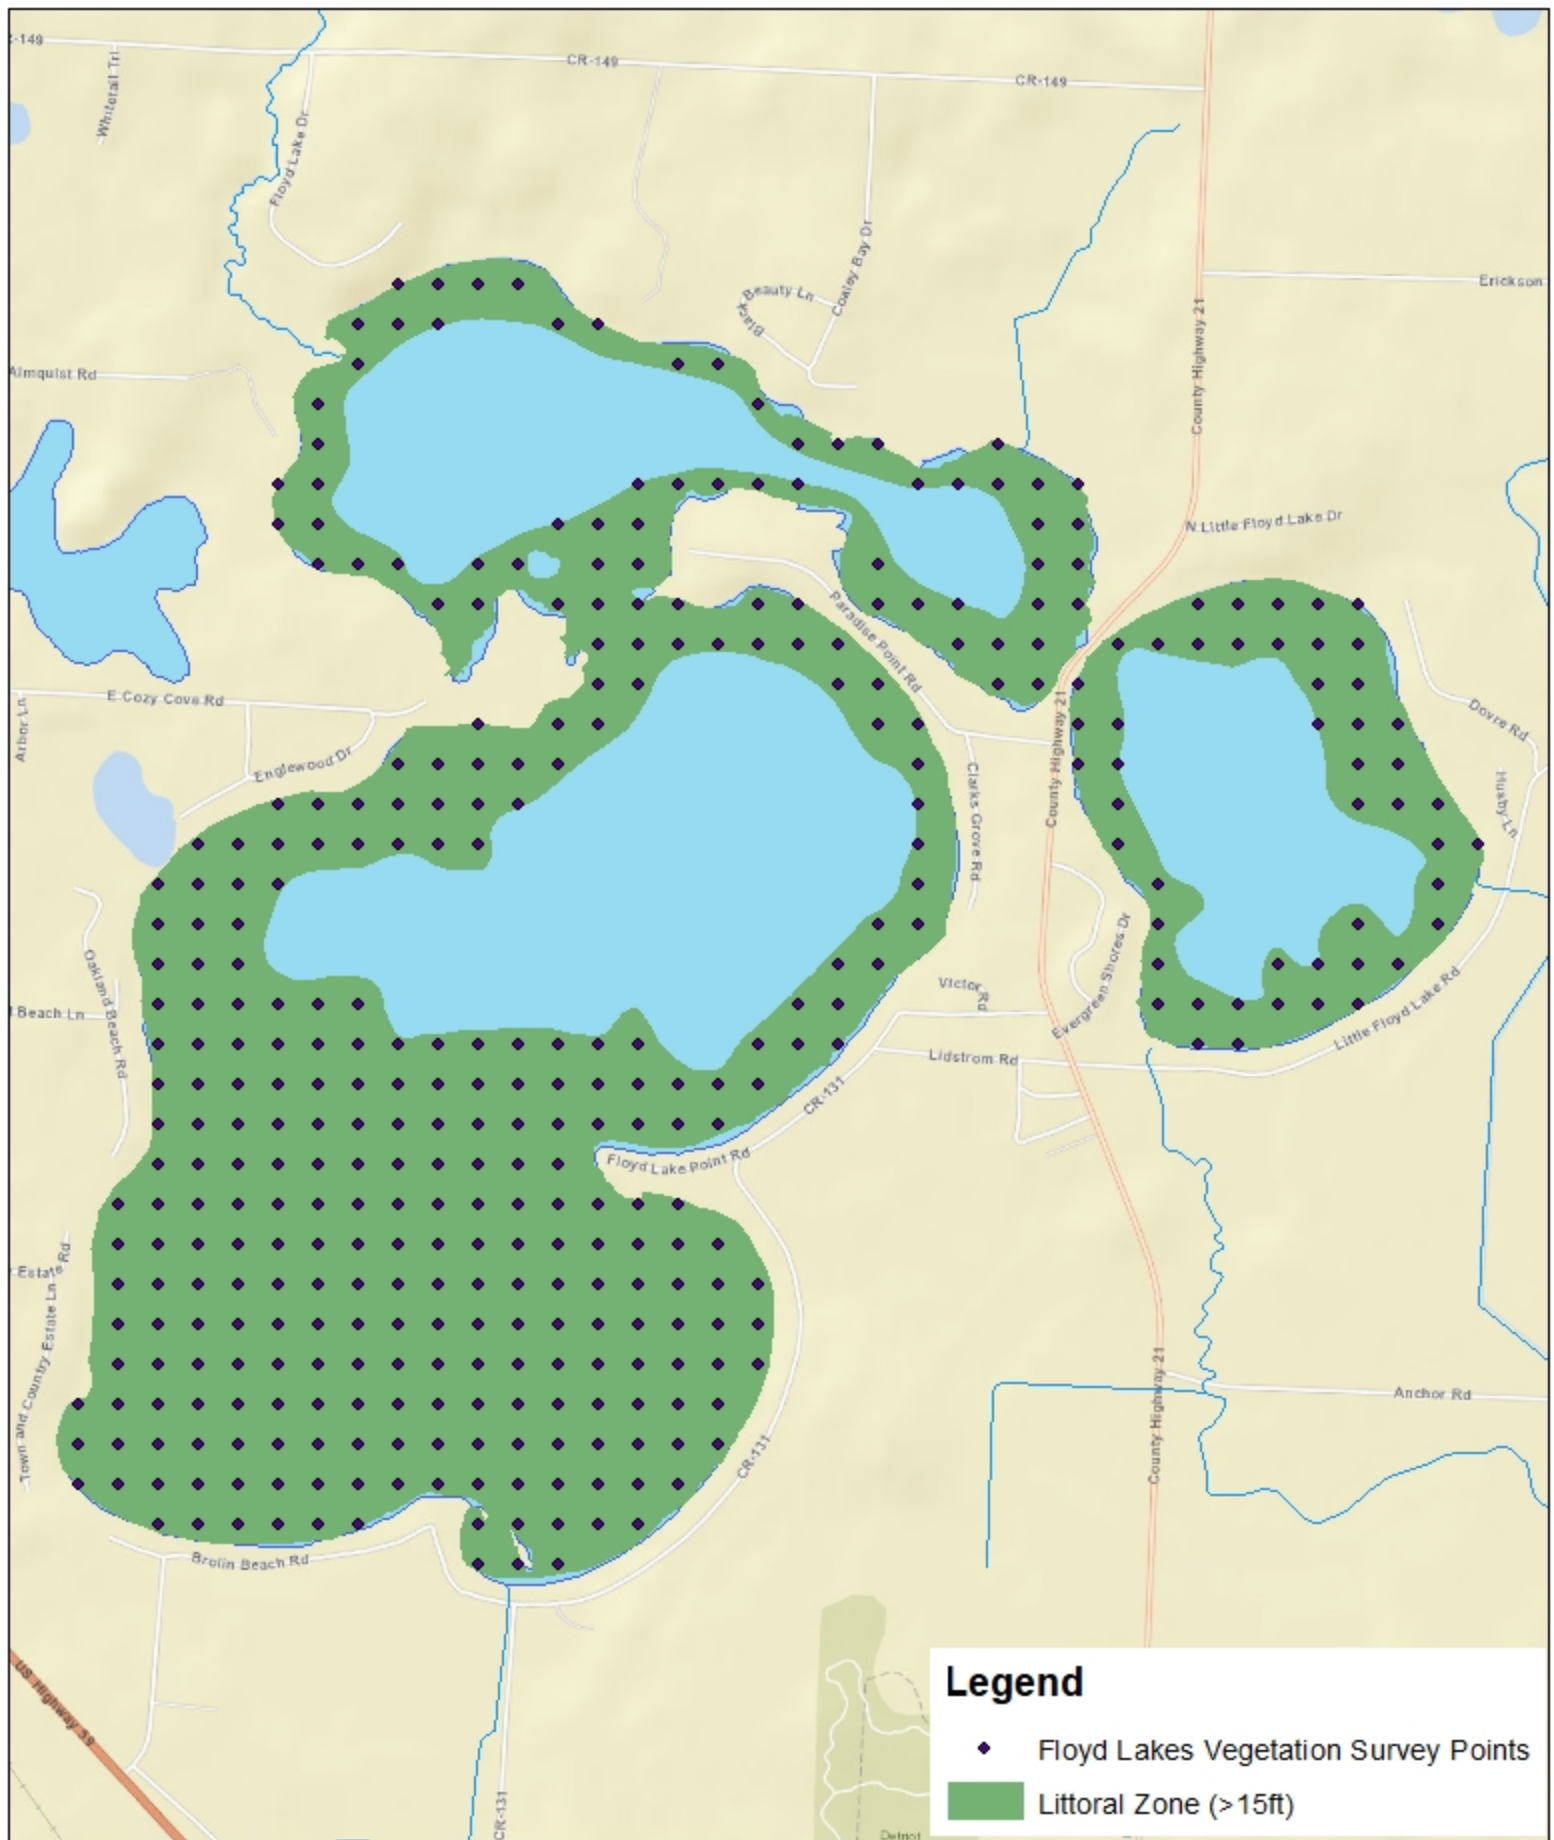 -149
CR-149
CR-149
Whitetail Trl
Floyd Lake Dr
Coxley Bay Dr
Black Beauty Ln
Erickson
County Highway 21
Almquist Rd
N Little Floyd Lake Dr
Paradise Point Rd
E Cozy Cove Rd
Arbor Ln
Englewood Dr
County Highway 21
Clarks Grove Rd
Dovre Rd
Husby Ln
Oakland Beach Rd
Beach Ln
Victor Rd
Evergreen Shores Dr
Little Floyd Lake Rd
Lidstrom Rd
CR-131
Floyd Lake Point Rd
Estate Rd
Town and Country Estate Ln
County Highway 21
Anchor Rd
CR-131
Brolin Beach Rd
US Highway 59
CR-131
Detroit
Legend
Floyd Lakes Vegetation Survey Points
Littoral Zone (>15ft)